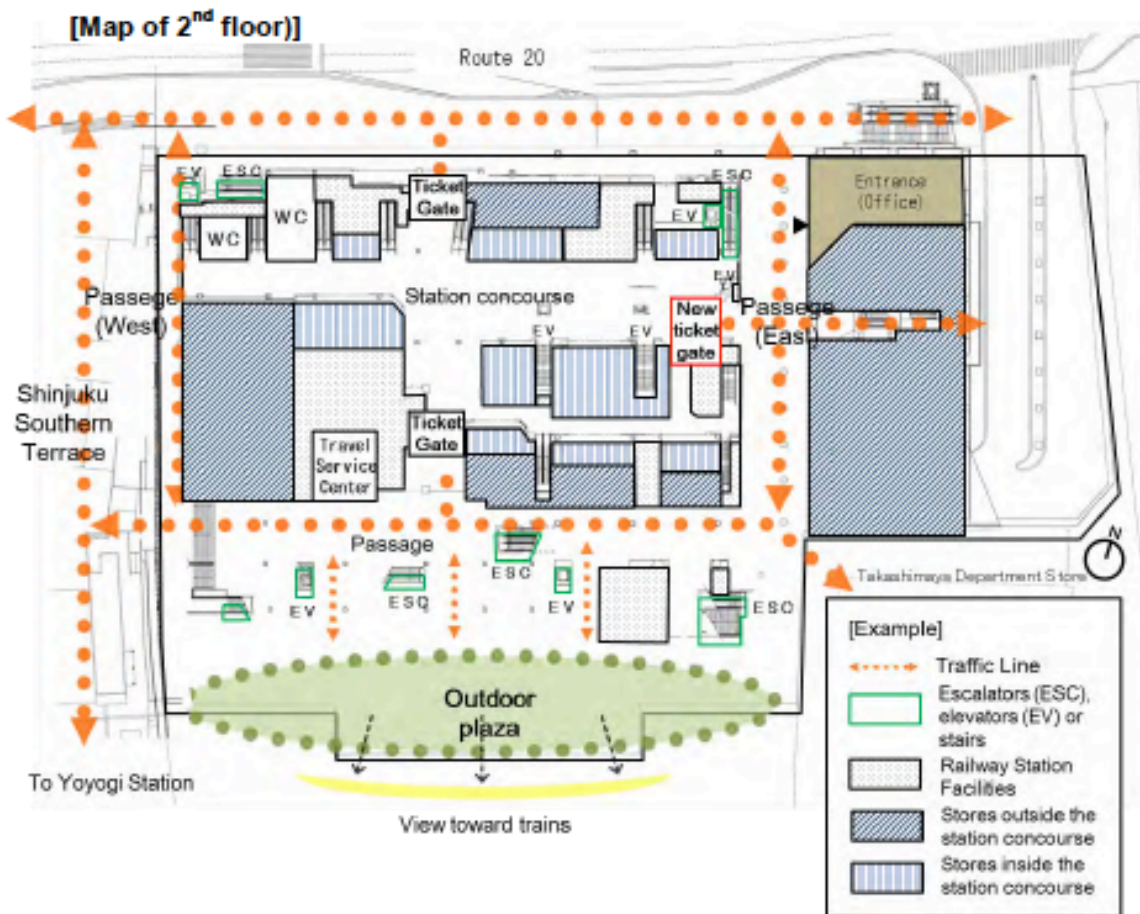 [Map of 2nd floor)]
Route 20
EV
ESC
Ticket
Gate
ESC
Entrance
(Office)
WC
WC
EV
EV
Passege
(West)
Station concourse
EV
EV
New
ticket
gate
Passege
(East)
Shinjuku
Southern
Terrace
Ticket
Gate
Travel
Service
Center
Passage
ESC
N
EV
ESC
EV
ESC
Takashimaya Department Store
[Example]
Traffic Line
Escalators (ESC),
elevators (EV) or
stairs
Railway Station
Facilities
Stores outside the
station concourse
Stores inside the
station concourse
Outdoor
plaza
To Yoyogi Station
View toward trains